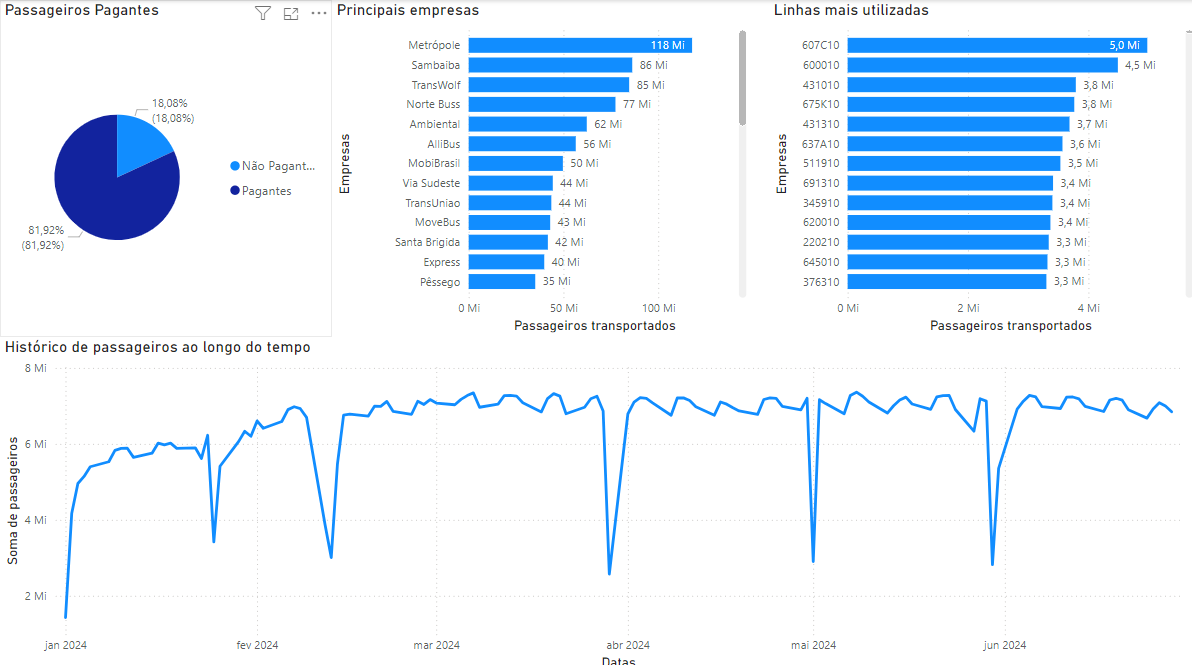 Passageiros Pagantes
18,08%
(18,08%)
81,92%
(81,92%)
Não Pagant...
Pagantes
Principais empresas
Empresas
Metrópole 118 Mi
Sambaíba 86 Mi
TransWolf 85 Mi
Norte Buss 77 Mi
Ambiental 62 Mi
AlliBus 56 Mi
MobiBrasil 50 Mi
Via Sudeste 44 Mi
TransUniao 44 Mi
MoveBus 43 Mi
Santa Brigida 42 Mi
Express 40 Mi
Pêssego 35 Mi
0 Mi 50 Mi 100 Mi
Passageiros transportados
Linhas mais utilizadas
Empresas
607C10 5,0 Mi
600010 4,5 Mi
431010 3,8 Mi
675K10 3,8 Mi
431310 3,7 Mi
637A10 3,6 Mi
511910 3,5 Mi
691310 3,4 Mi
345910 3,4 Mi
620010 3,4 Mi
220210 3,3 Mi
645010 3,3 Mi
376310 3,3 Mi
0 Mi 2 Mi 4 Mi
Passageiros transportados
Histórico de passageiros ao longo do tempo
Soma de passageiros
8 Mi
6 Mi
4 Mi
2 Mi
jan 2024 fev 2024 mar 2024 abr 2024 mai 2024 jun 2024
Datas